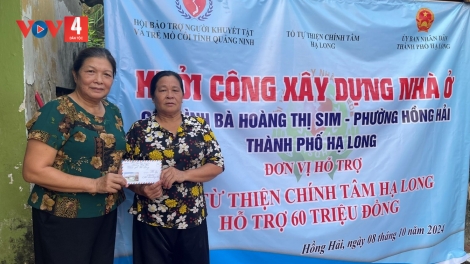 VOV4
DÂN TỘC
HỘI BẢO TRỢ NGƯỜI KHUYẾT TẬT
VÀ TRẺ MỒ CÔI TỈNH QUẢNG NINH
TỔ TỪ THIỆN CHÍNH TÂM
HẠ LONG
ỦY BAN NHÂN DÂN
THÀNH PHỐ HẠ LONG
KHỞI CÔNG XÂY DỰNG NHÀ Ở
BÀ HOÀNG THỊ SIM - PHƯỜNG HỒNG HẢI
THÀNH PHỐ HẠ LONG
ĐƠN VỊ HỖ TRỢ
TỪ THIỆN CHÍNH TÂM HẠ LONG
HỖ TRỢ 60 TRIỆU ĐỒNG
Hồng Hải, ngày 08 tháng 10 năm 2024